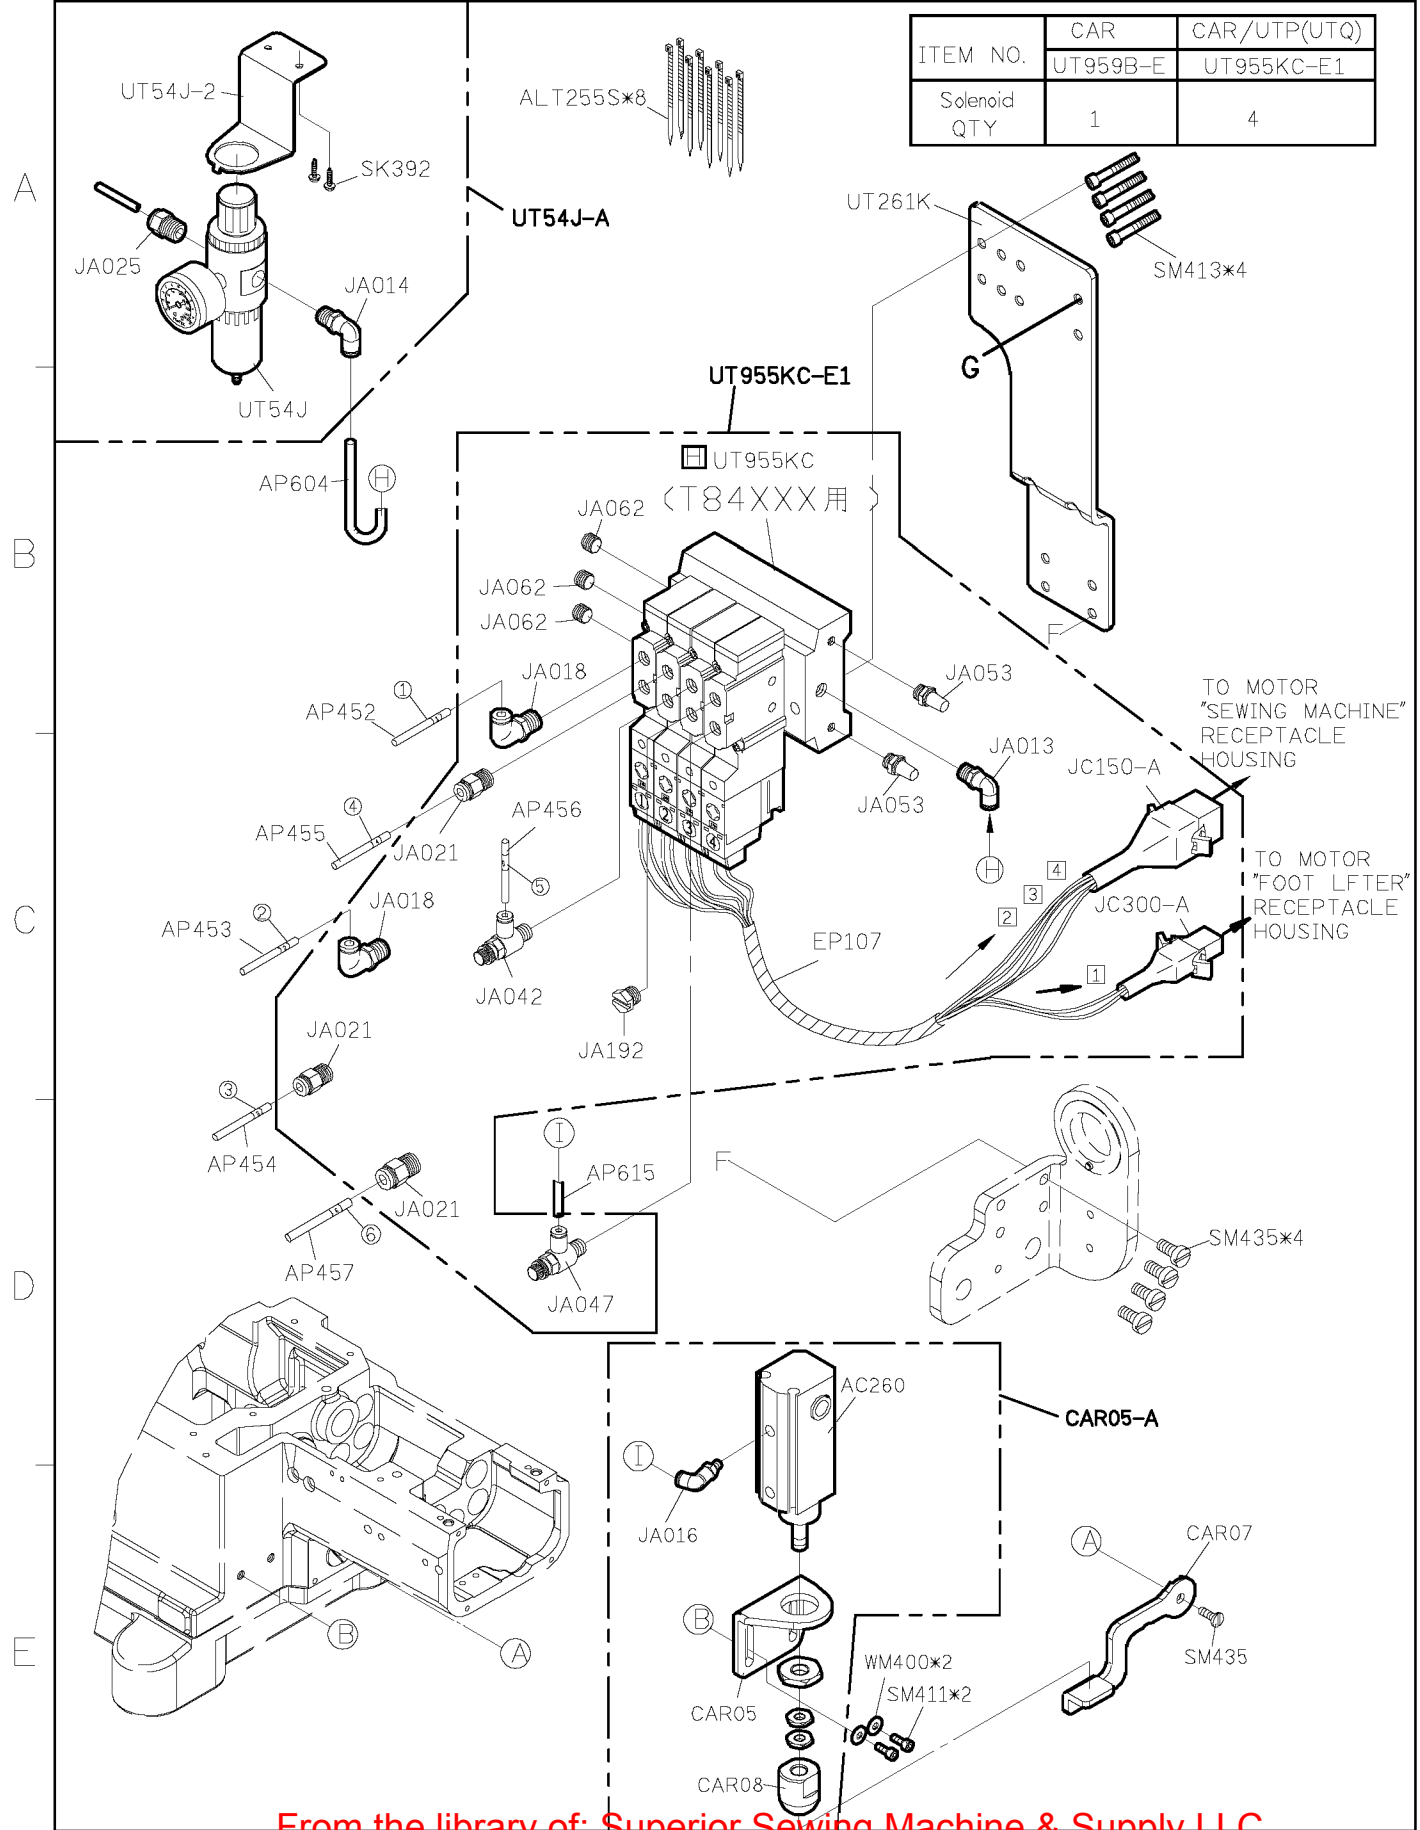 ITEM NO.
CAR
CAR/UTP(UTQ)
UT959B-E
UT955KC-E1
Solenoid
QTY
1
4
UT54J-2
ALT255S*8
SK392
A
UT54J-A
JA025
JA014
UT54J
UT261K
SM413*4
G
UT955KC-E1
AP604
H
H UT955KC
(T84XXX用 )
B
JA062
JA062
JA062
F
1
JA018
AP452
JA053
JA053
JA013
H
TO MOTOR
"SEWING MACHINE"
RECEPTACLE
HOUSING
JC150-A
1
2
3
4
4
AP455
JA021
AP456
5
C
2
AP453
JA018
JA042
JA192
EP107
4
3
2
1
TO MOTOR
"FOOT LFTER"
RECEPTACLE
HOUSING
JC300-A
JA021
3
AP454
I
AP615
F
JA021
6
AP457
JA047
SM435*4
D
AC260
CAR05-A
I
JA016
A
CAR07
SM435
B
A
E
B
CAR05
WM400*2
SM411*2
CAR08
From the library of: Superior Sewing Machine & Supply LLC